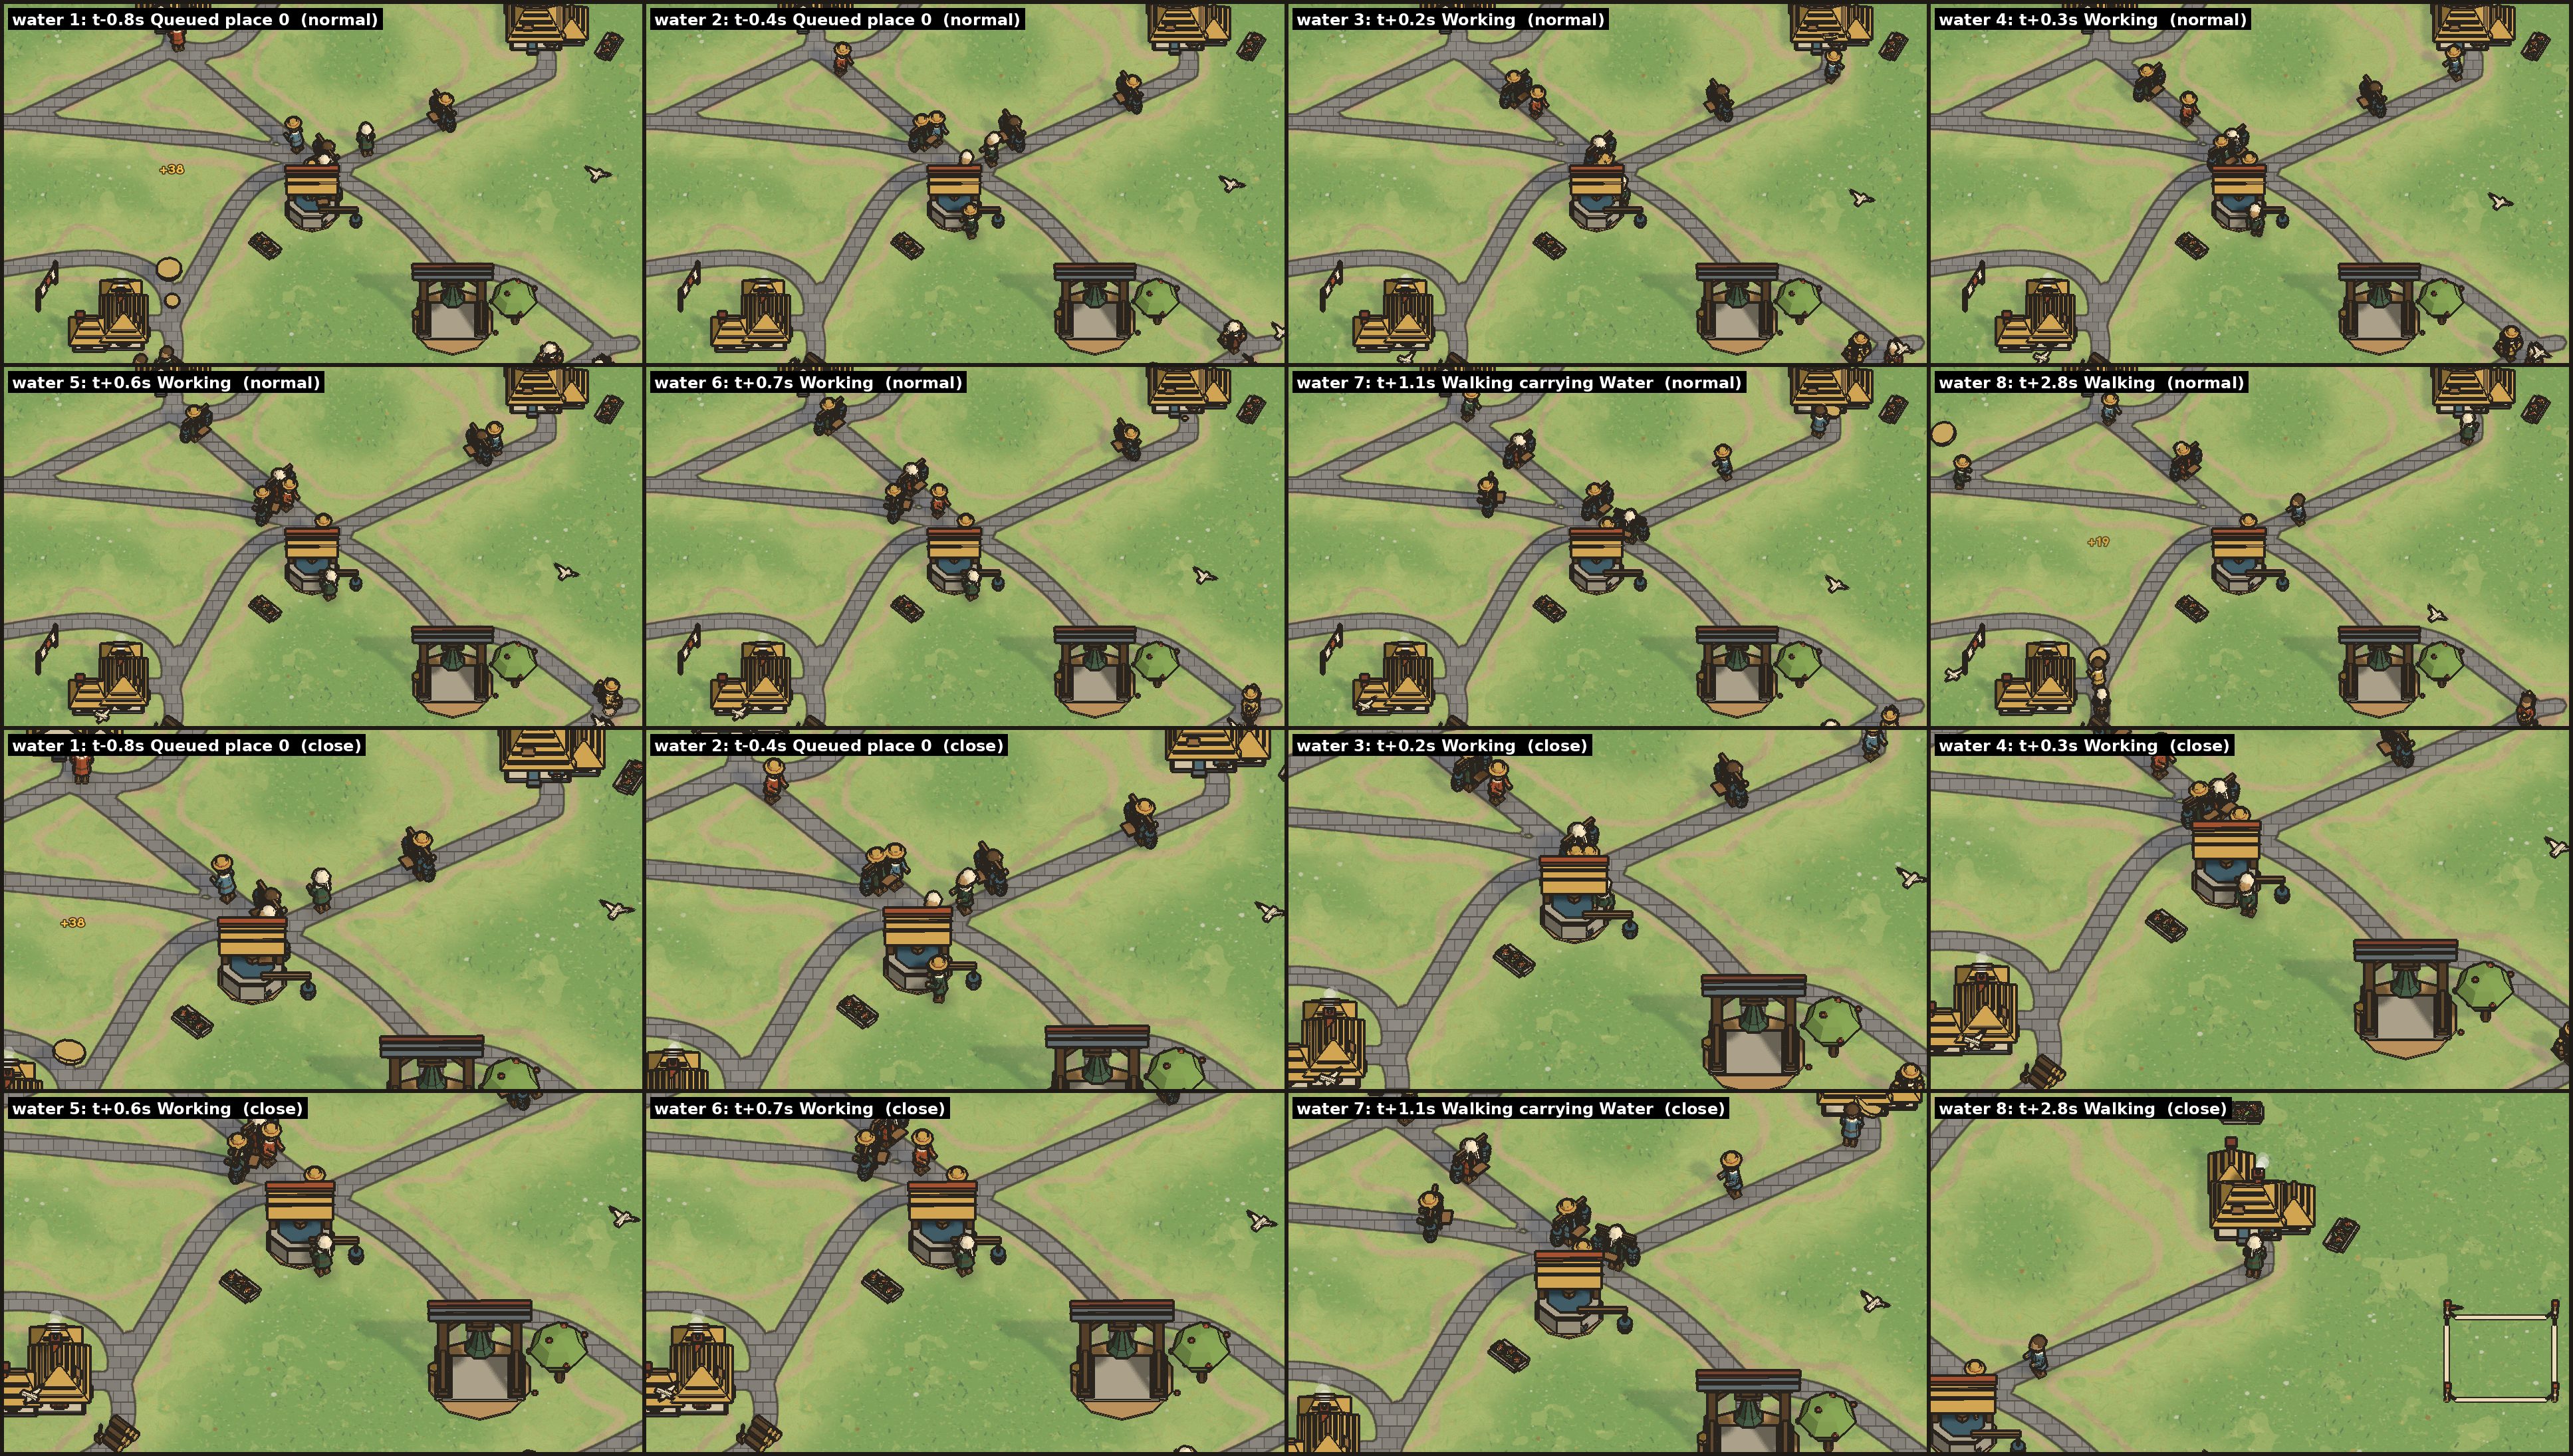 water 1: t-0.8s Queued place 0 (normal)
water 2: t-0.4s Queued place 0 (normal)
water 3: t+0.2s Working (normal)
water 4: t+0.3s Working (normal)
+38
water 5: t+0.6s Working (normal)
water 6: t+0.7s Working (normal)
water 7: t+1.1s Walking carrying Water (normal)
water 8: t+2.8s Walking (normal)
+19
water 1: t-0.8s Queued place 0 (close)
water 2: t-0.4s Queued place 0 (close)
water 3: t+0.2s Working (close)
water 4: t+0.3s Working (close)
+38
water 5: t+0.6s Working (close)
water 6: t+0.7s Working (close)
water 7: t+1.1s Walking carrying Water (close)
water 8: t+2.8s Walking (close)